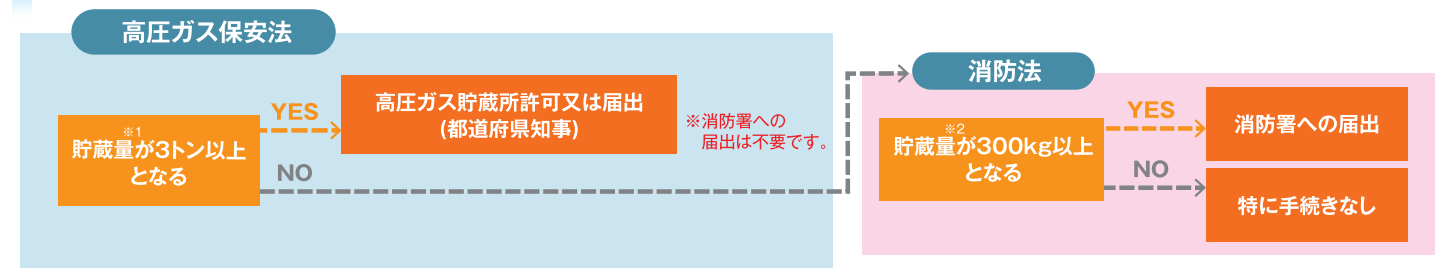 高圧ガス保安法
※1
貯蔵量が3トン以上
となる
YES
高圧ガス貯蔵所許可又は届出
(都道府県知事)
※消防署への
届出は不要です。
NO
消防法
※2
貯蔵量が300kg以上
となる
YES
消防署への届出
NO
特に手続きなし